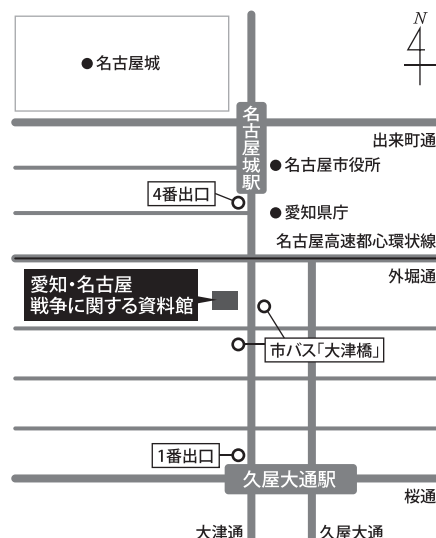 N
名古屋城
名古屋城駅
出来町通
名古屋市役所
4番出口
愛知県庁
名古屋高速都心環状線
外堀通
愛知・名古屋
戦争に関する資料館
市バス「大津橋」
1番出口
久屋大通駅
桜通
大津通
久屋大通